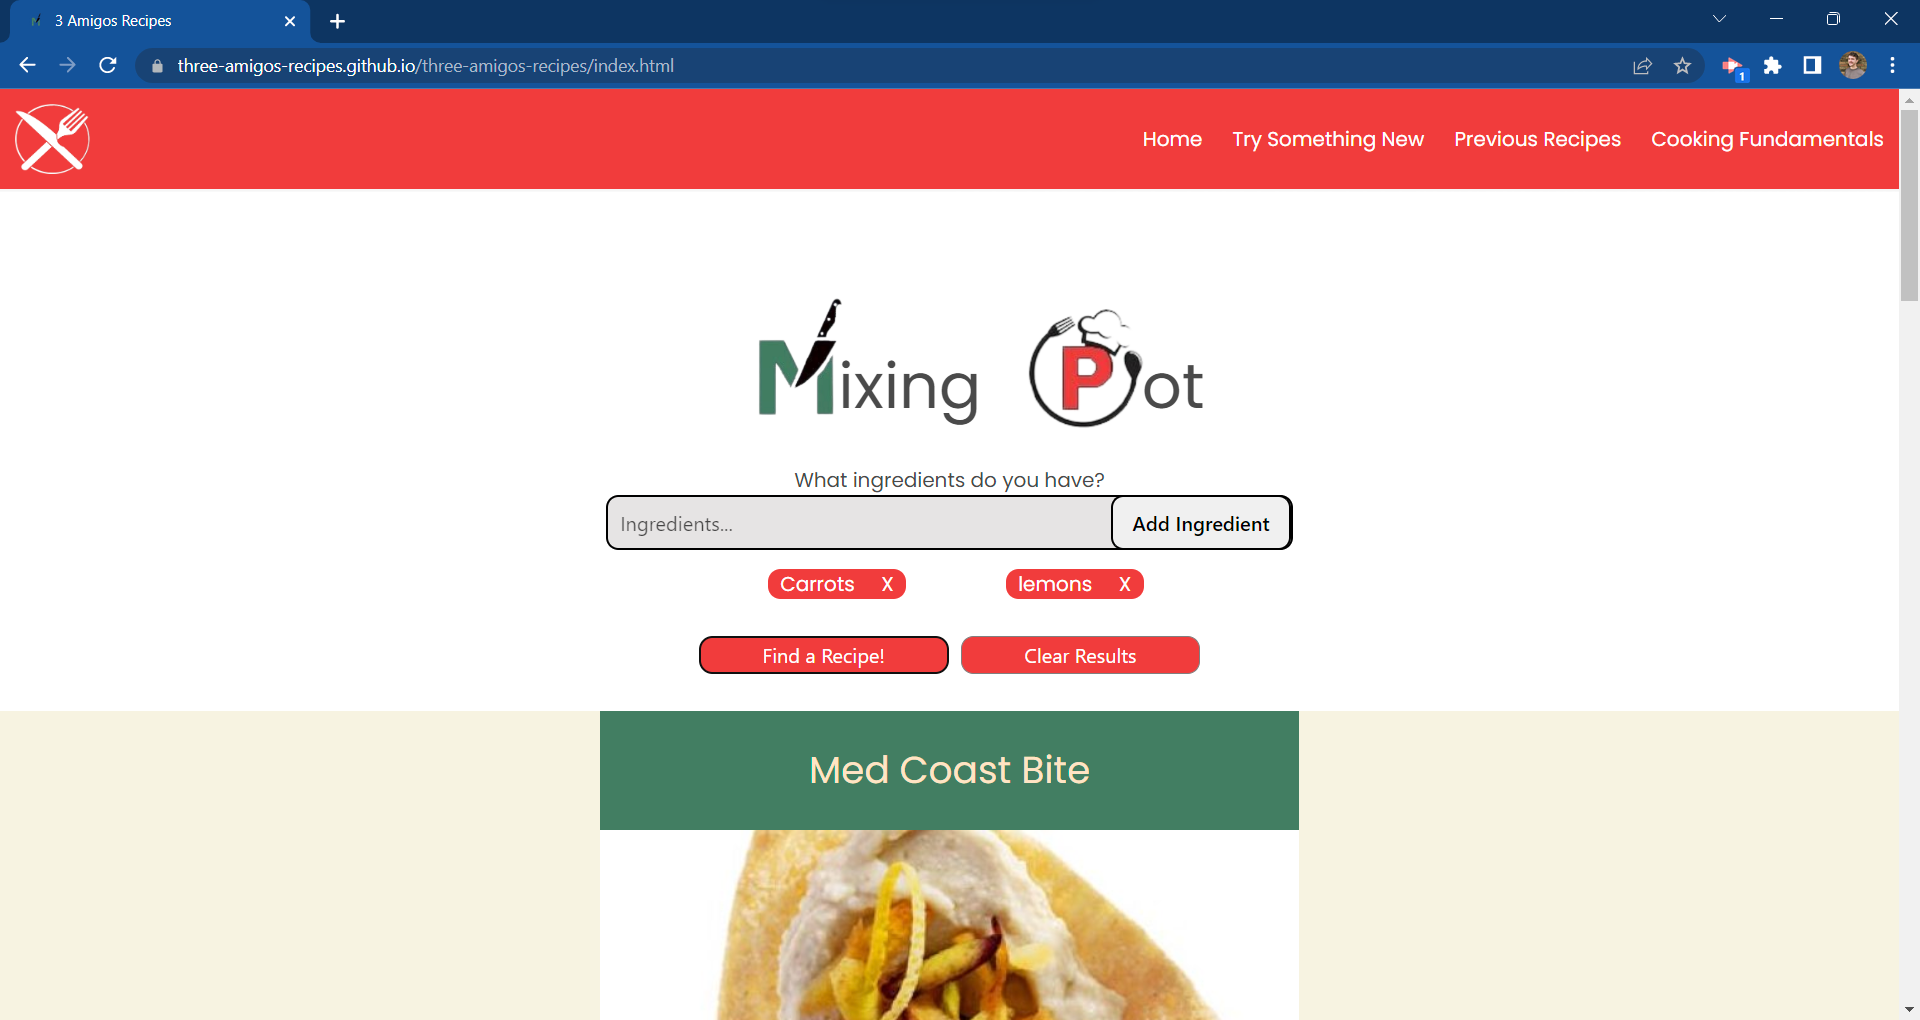 3 Amigos Recipes
three-amigos-recipes.github.io/three-amigos-recipes/index.html
1
Home Try Something New Previous Recipes Cooking Fundamentals
Mixing Pot
What ingredients do you have?
Ingredients...
Add Ingredient
Carrots X
lemons X
Find a Recipe!
Clear Results
Med Coast Bite